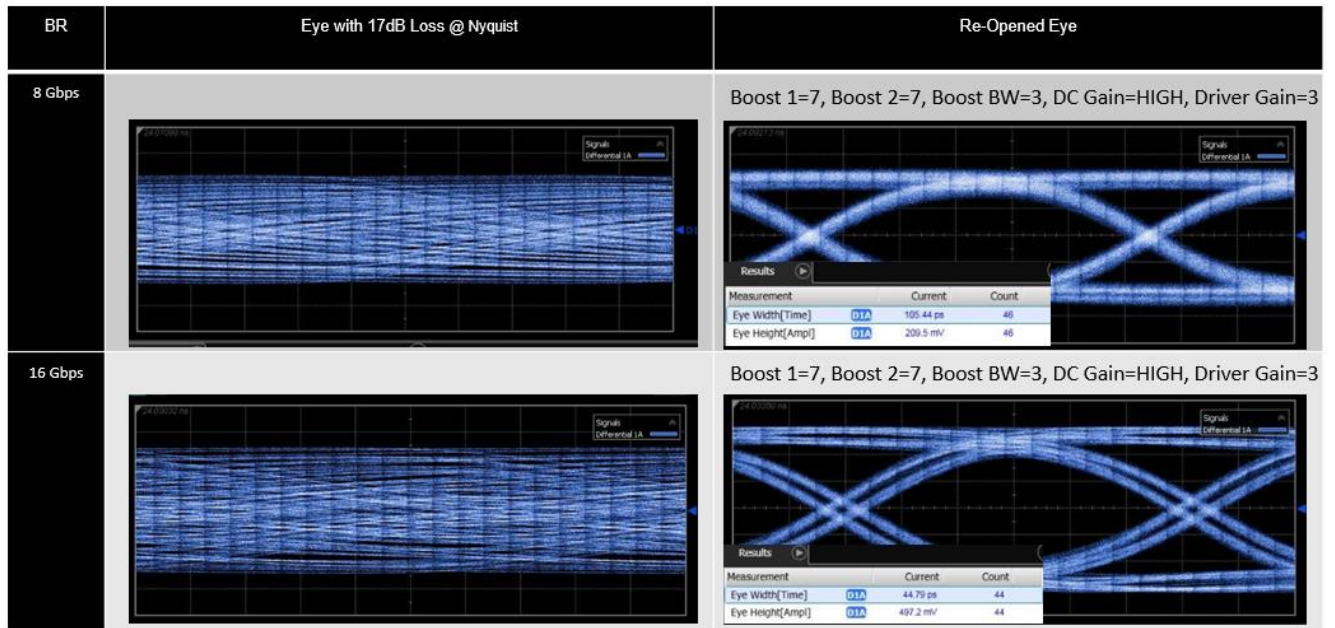 BR
Eye with 17dB Loss @ Nyquist
Re-Opened Eye
8 Gbps
Signals
Differential 1A
Boost 1=7, Boost 2=7, Boost BW=3, DC Gain=HIGH, Driver Gain=3
Signals
Differential 1A
Results
Measurement Current Count
Eye Width[Time] D1A 105.44 ps 46
Eye Height[Ampl] D1A 209.5 mV 46
16 Gbps
Signals
Differential 1A
Boost 1=7, Boost 2=7, Boost BW=3, DC Gain=HIGH, Driver Gain=3
Signals
Differential 1A
Results
Measurement Current Count
Eye Width[Time] D1A 44.79 ps 44
Eye Height[Ampl] D1A 497.2 mV 44